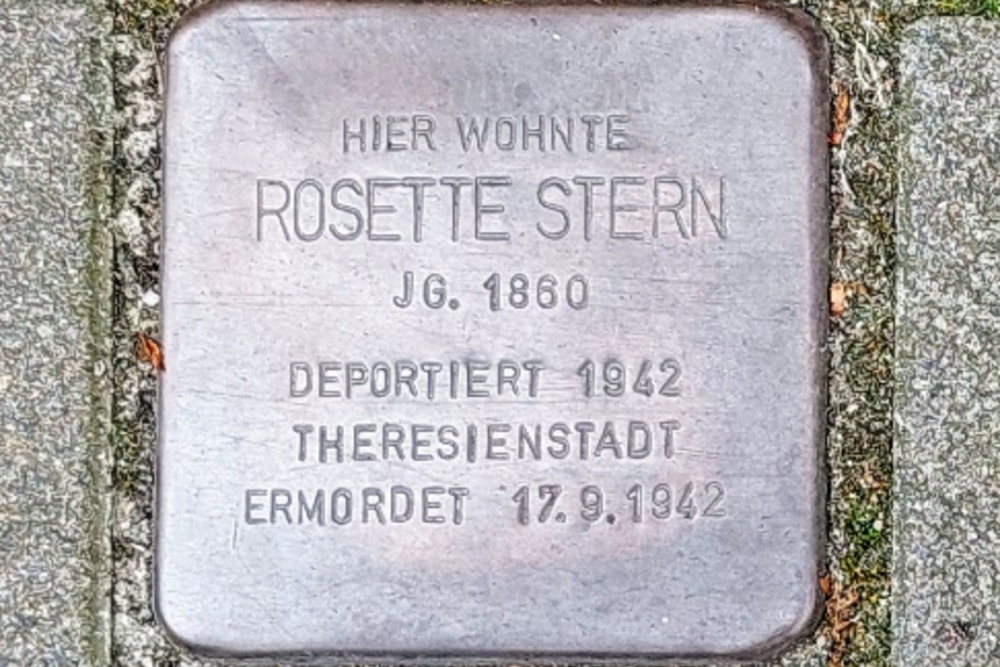 HIER WOHNTE
ROSETTE STERN
JG. 1860
DEPORTIERT 1942
THERESIENSTADT
ERMORDET 17.9.1942